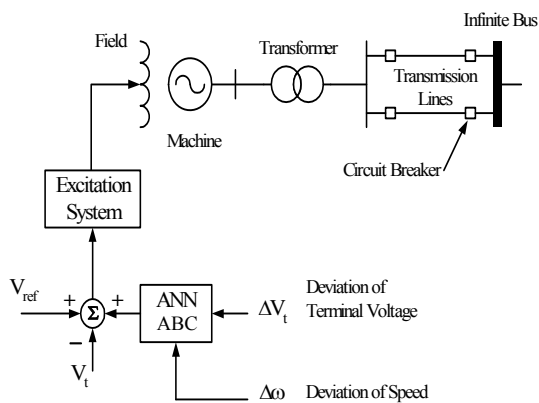 Infinite Bus
Field
Transformer
Transmission
Lines
Machine
Circuit Breaker
Excitation
System
V_ref
+
+
Σ
−
V_t
ANN
ABC
ΔV_t
Deviation of
Terminal Voltage
Δω
Deviation of Speed